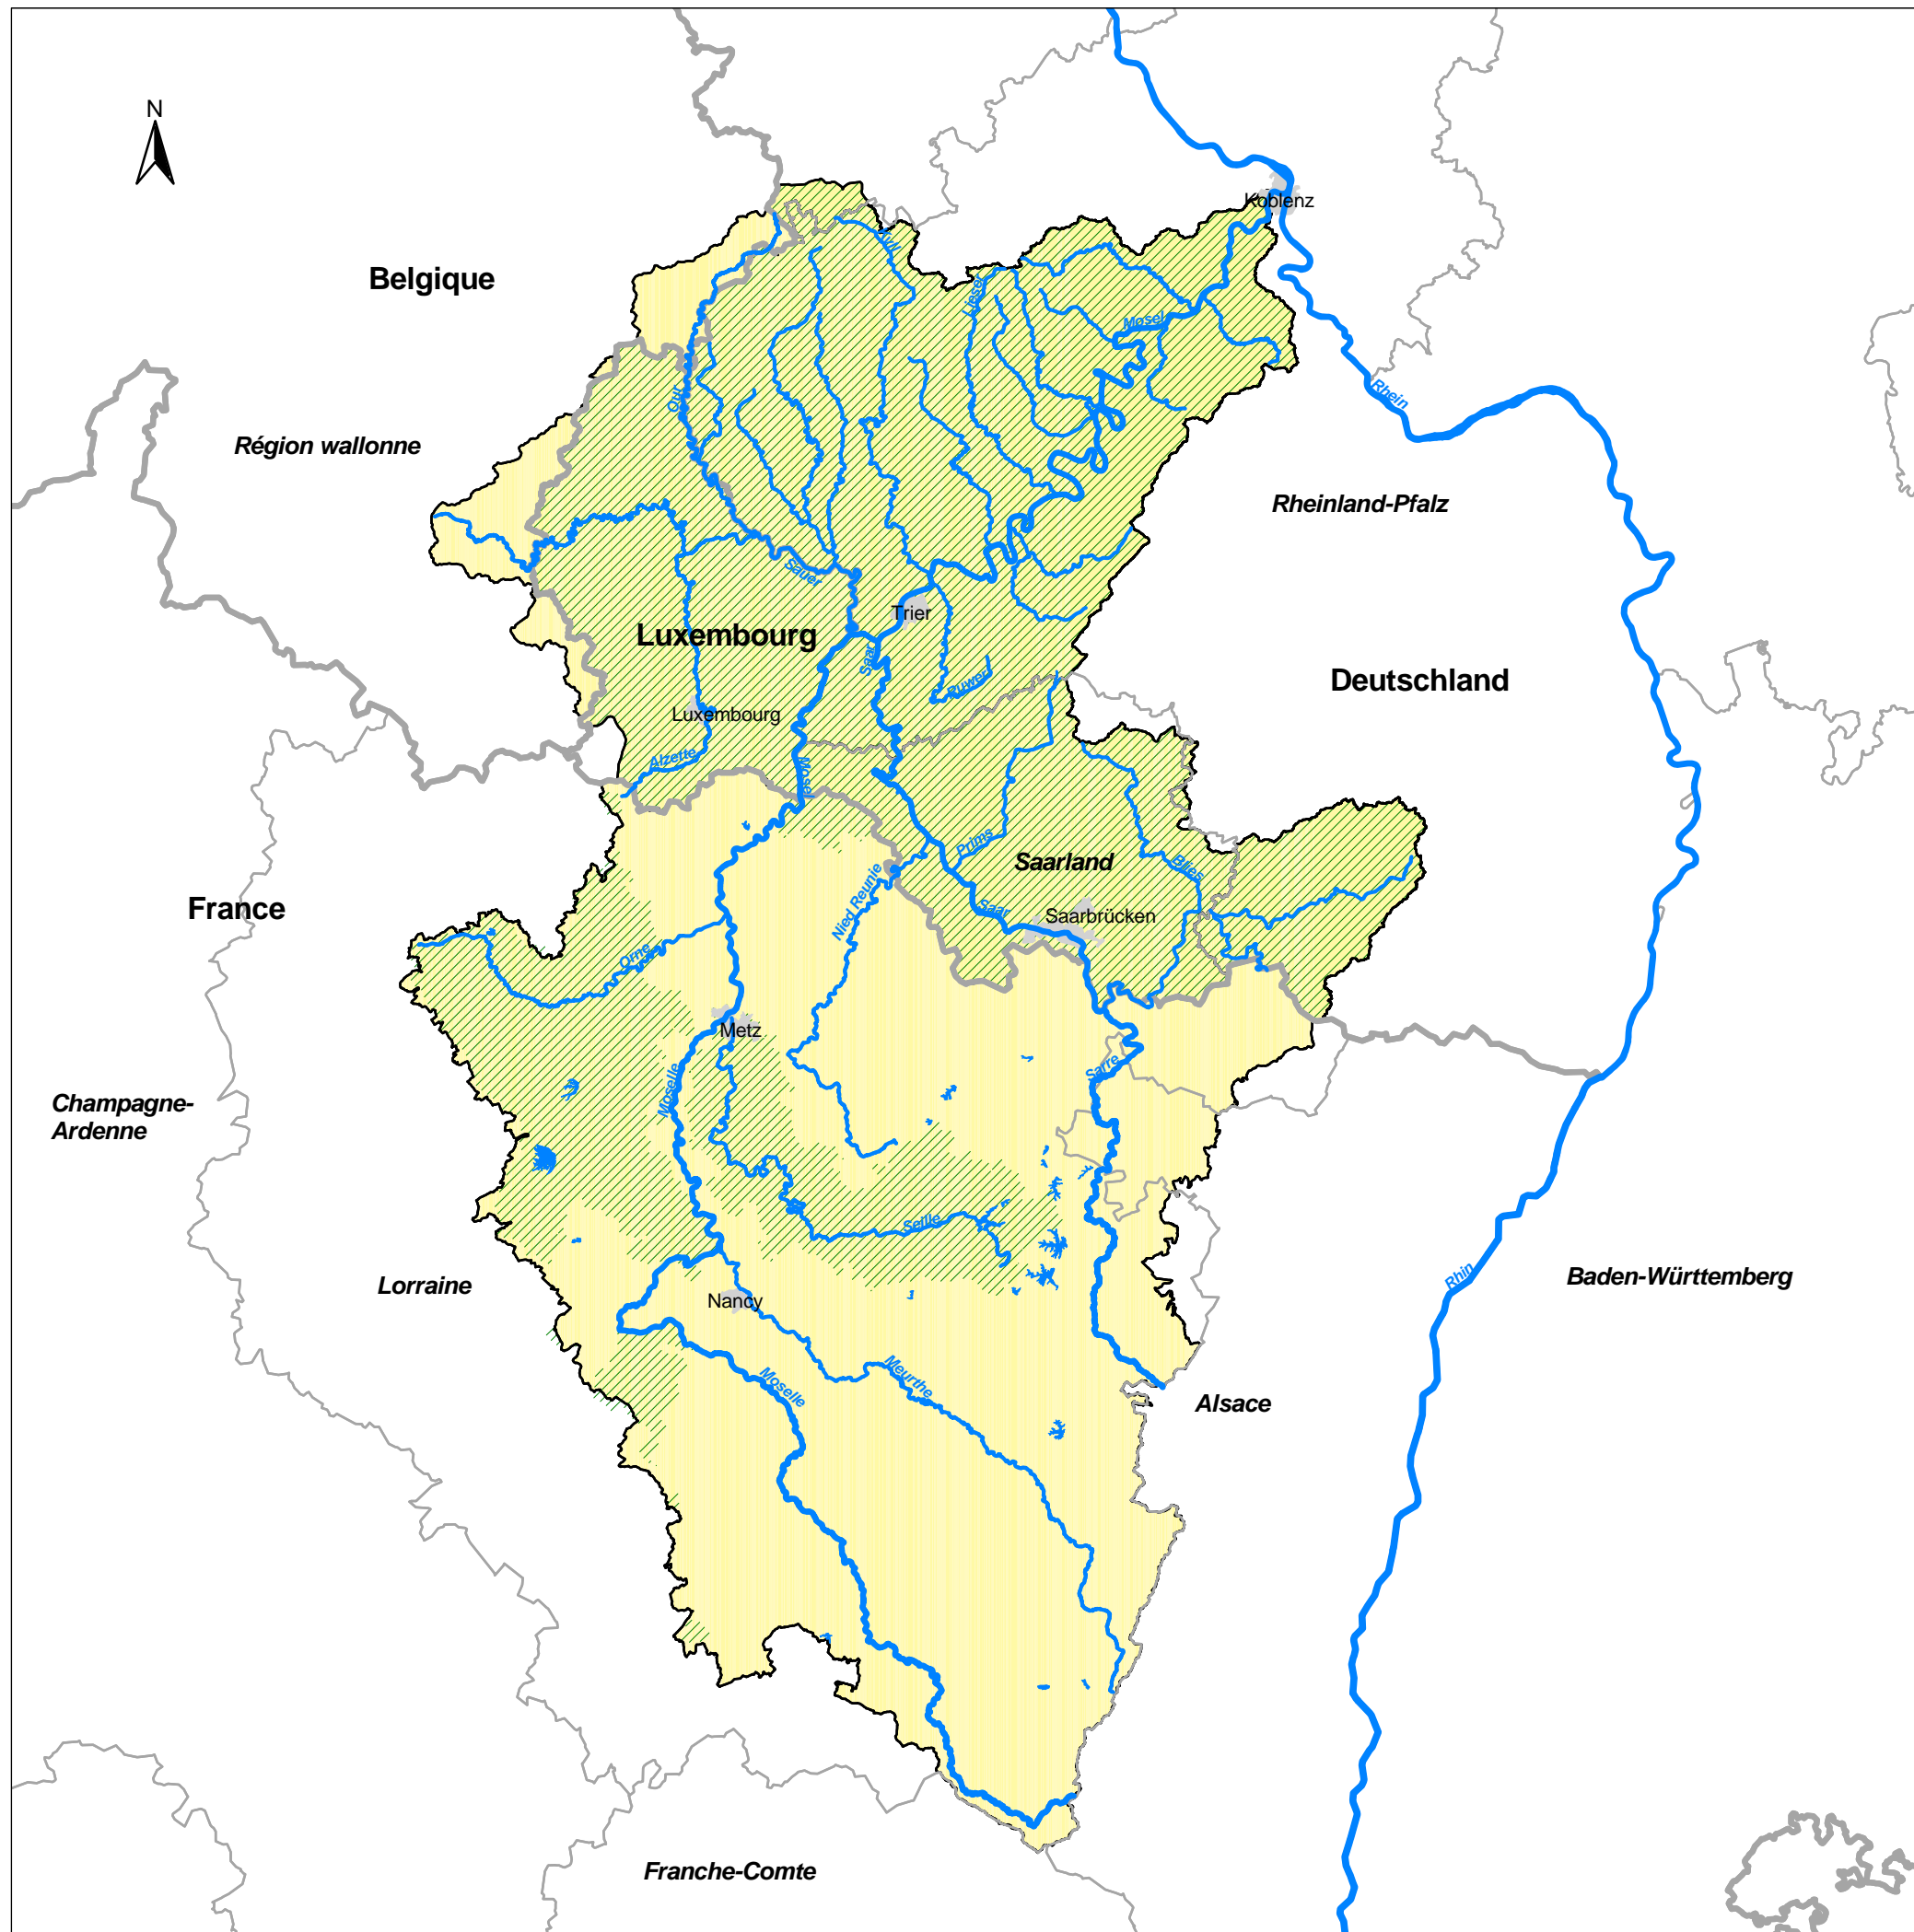 N
Koblenz
Kyll
Belgique
Lieser
Mosel
Rhein
Our
Région wallonne
Rheinland-Pfalz
Sauer
Trier
Luxembourg
Saar
Deutschland
Ruwer
Luxembourg
Alzette
Mosel
Prims
Saarland
Blies
Nied Reunie
France
Saar
Saarbrücken
Orne
Metz
Sarre
Moselle
Champagne-
Ardenne
Seille
Lorraine
Rhin
Baden-Württemberg
Nancy
Meurthe
Moselle
Alsace
Franche-Comte